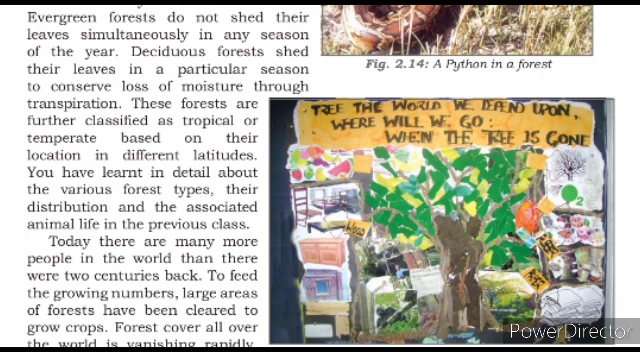 Evergreen forests do not shed their
leaves simultaneously in any season
of the year. Deciduous forests shed
their leaves in a particular season
to conserve loss of moisture through
transpiration. These forests are
further classified as tropical or
temperate based on their
location in different latitudes.
You have learnt in detail about
the various forest types, their
distribution and the associated
animal life in the previous class.
Today there are many more
people in the world than there
were two centuries back. To feed
the growing numbers, large areas
of forests have been cleared to
grow crops. Forest cover all over
the world is vanishing rapidly.
Fig. 2.14: A Python in a forest
TREE THE WORLD WE DEPEND UPON,
WHERE WILL WE GO:
WHEN THE TREE IS GONE
O2
PowerDirector